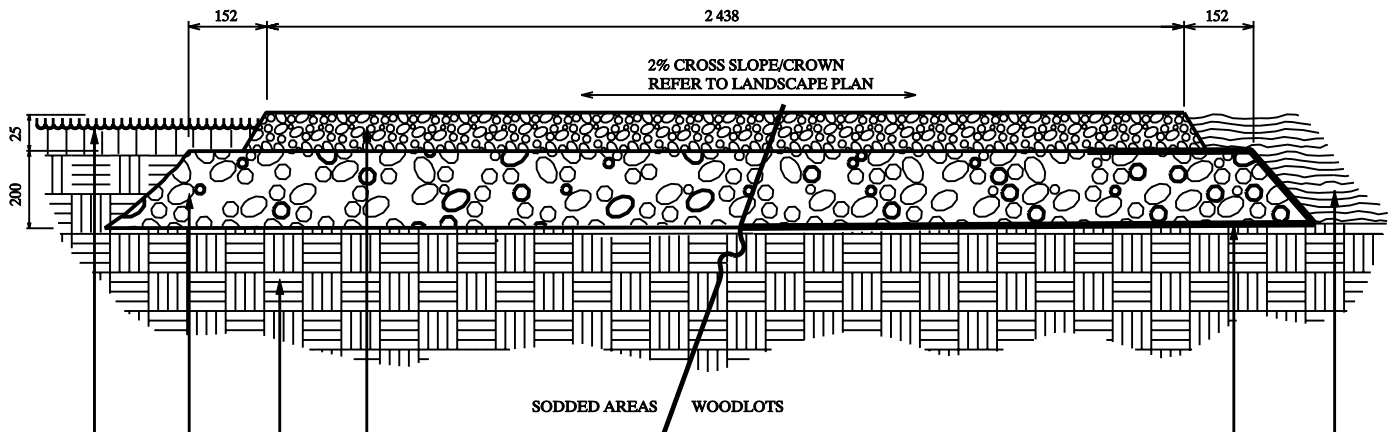 152
2 438
152
2% CROSS SLOPE/CROWN
REFER TO LANDSCAPE PLAN
25
200
SODDED AREAS
WOODLOTS